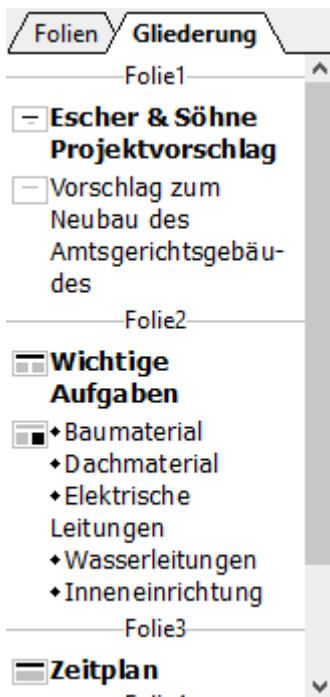 Folien Gliederung
Folie1
Escher & Söhne
Projektvorschlag
Vorschlag zum
Neubau des
Amtsgerichtsgebäu-
des
Folie2
Wichtige
Aufgaben
◆Baumaterial
◆Dachmaterial
◆Elektrische
Leitungen
◆Wasserleitungen
◆Inneneinrichtung
Folie3
Zeitplan